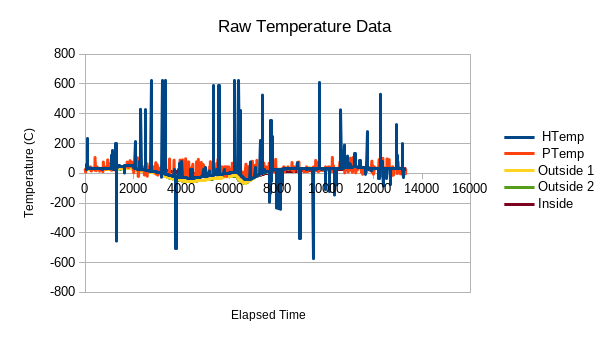 Raw Temperature Data
800
600
400
200
0
-200
-400
-600
-800
0 2000 4000 6000 8000 10000 12000 14000 16000
Temperature (C)
Elapsed Time
HTemp
PTemp
Outside 1
Outside 2
Inside